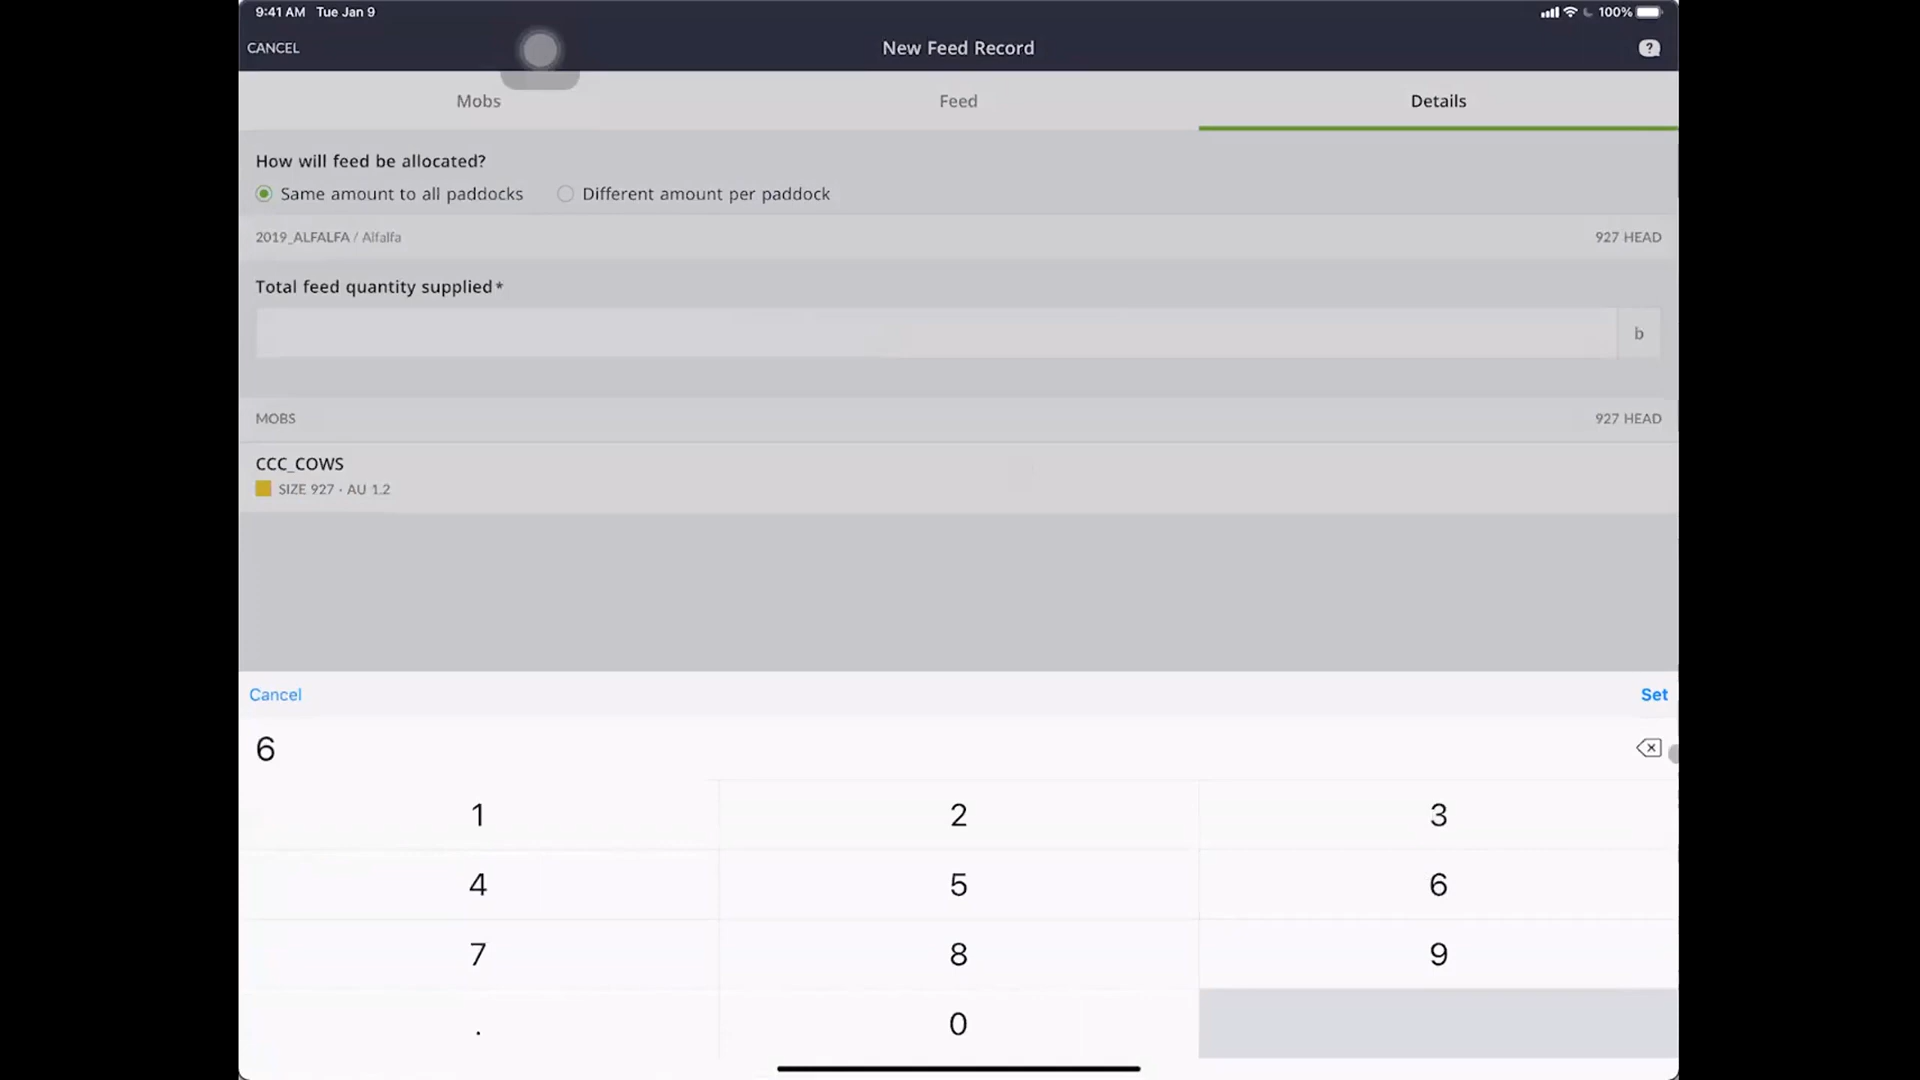 9:41 AM Tue Jan 9
100%
CANCEL
New Feed Record
?
Mobs
Feed
Details
How will feed be allocated?
Same amount to all paddocks
Different amount per paddock
2019_ALFALFA / Alfalfa
927 HEAD
Total feed quantity supplied*
b
MOBS
927 HEAD
CCC_COWS
SIZE 927 · AU 1.2
Cancel
Set
6
1
2
3
4
5
6
7
8
9
.
0